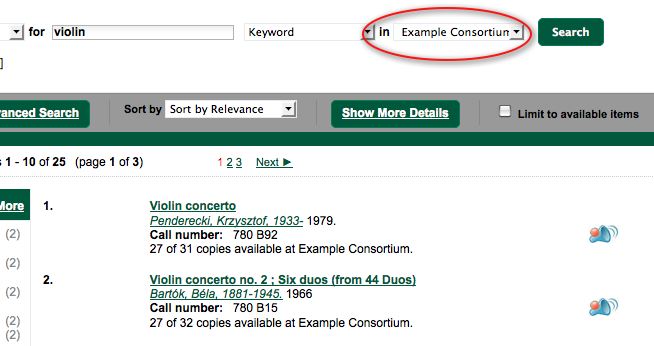 for violin Keyword in Example Consortium Search
]
anced Search Sort by Sort by Relevance Show More Details Limit to available items
s 1 - 10 of 25 (page 1 of 3) 1 2 3 Next ►
More 1. Violin concerto
Penderecki, Krzysztof, 1933- 1979.
(2) Call number: 780 B92
27 of 31 copies available at Example Consortium.
(2)
2. Violin concerto no. 2 ; Six duos (from 44 Duos)
(2) Bartók, Béla, 1881-1945. 1966
Call number: 780 B15
(2) 27 of 32 copies available at Example Consortium.
(2)